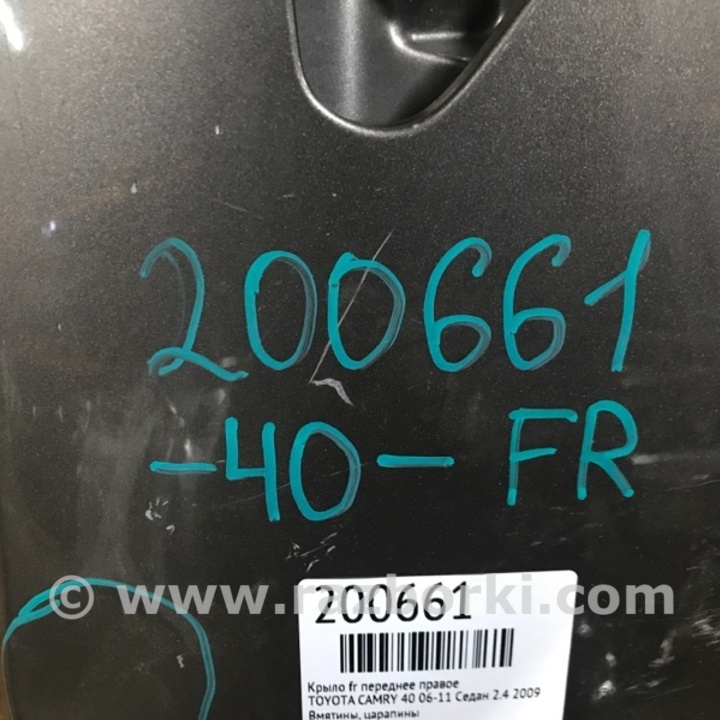 200661
-40- FR
© www.razborki.com
200661
Крыло fr переднее правое
TOYOTA CAMRY 40 06-11 Седан 2.4 2009
Вмятины, царапины